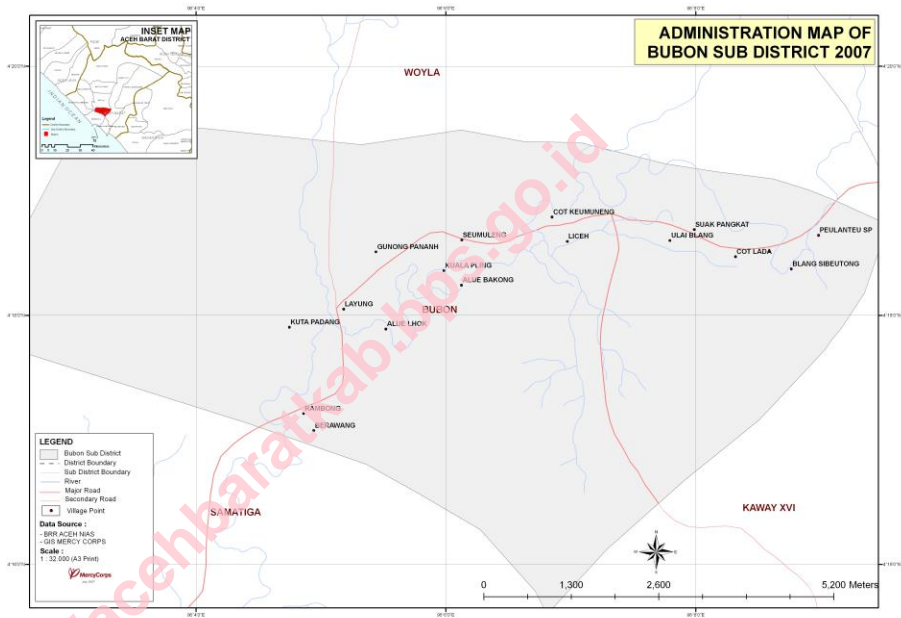 ADMINISTRATION MAP OF
BUBON SUB DISTRICT 2007
INSET MAP
ACEH BARAT DISTRICT
INDIAN OCEAN
Legend
WOYLA
COT KEUMUNENG
SUAK PANGKAT
PEULANTEU SP
SEUMULENG
LICEH
ULAI BLANG
GUNONG PANANH
COT LADA
KUALA PLING
BLANG SIBEUTONG
ALUE BAKONG
LAYUNG
BUBON
KUTA PADANG
ALUE LHOK
RAMBONG
BERAWANG
SAMATIGA
KAWAY XVI
LEGEND
Bubon Sub District
District Boundary
Sub District Boundary
River
Major Road
Secondary Road
Village Point
Data Source :
- BRR ACEH NIAS
- GIS MERCY CORPS
Scale :
1 : 32.000 (A3 Print)
MercyCorps
0 1,300 2,600 5,200 Meters
acehbaratkab.bps.go.id